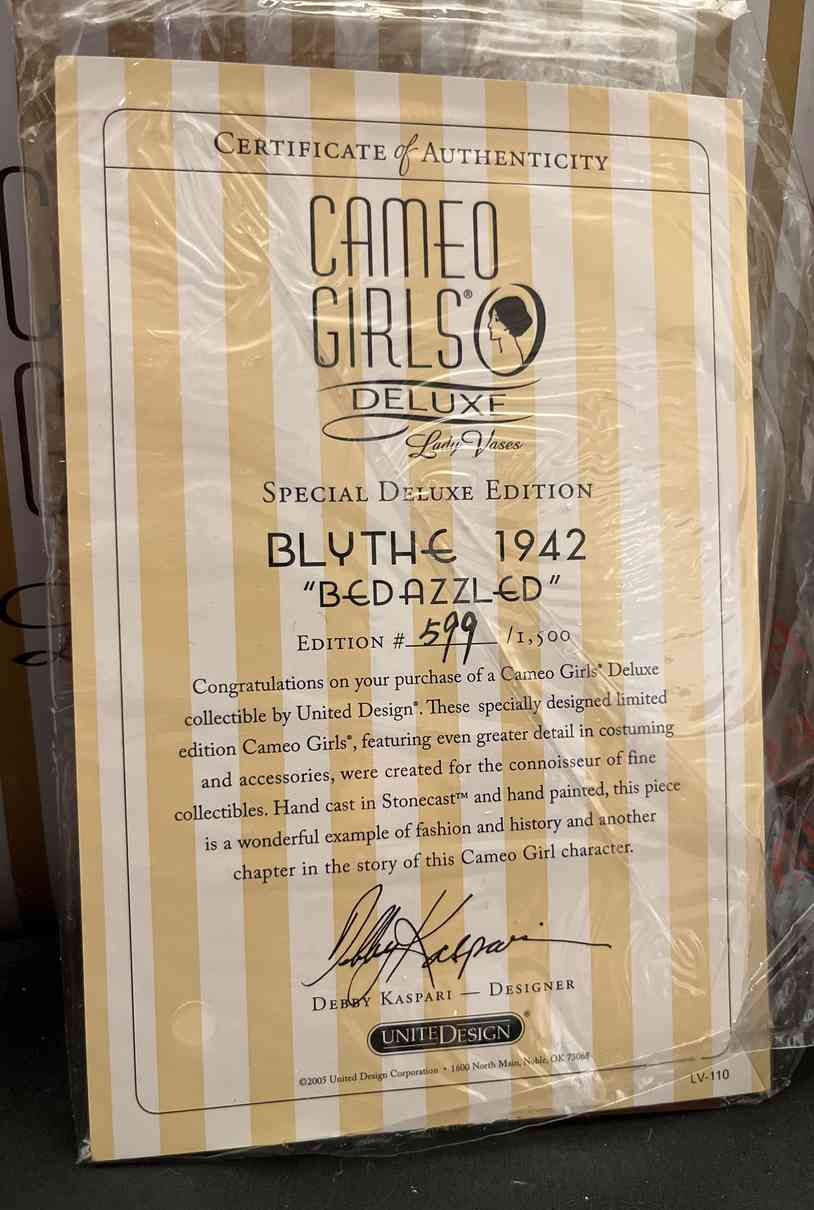 CERTIFICATE of AUTHENTICITY
CAMEO
GIRLS®
DELUXE
Lady Vases
SPECIAL DELUXE EDITION
BLYTHE 1942
"BEDAZZLED"
EDITION # 599 /1,500
Congratulations on your purchase of a Cameo Girls® Deluxe
collectible by United Design®. These specially designed limited
edition Cameo Girls®, featuring even greater detail in costuming
and accessories, were created for the connoisseur of fine
collectibles. Hand cast in Stonecast™ and hand painted, this piece
is a wonderful example of fashion and history and another
chapter in the story of this Cameo Girl character.
Debby Kaspari
DEBBY KASPARI — DESIGNER
UNITEDESIGN®
©2005 United Design Corporation • 1600 North Main, Noble, OK 73068
LV-110